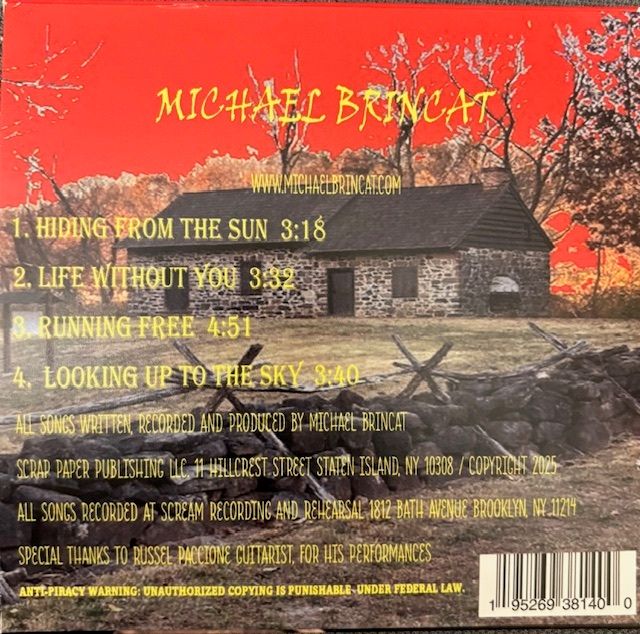 MICHAEL BRINCAT
WWW.MICHAELBRINCAT.COM
1. HIDING FROM THE SUN 3:18
2. LIFE WITHOUT YOU 3:32
3. RUNNING FREE 4:51
4. LOOKING UP TO THE SKY 3:40
ALL SONGS WRITTEN, RECORDED AND PRODUCED BY MICHAEL BRINCAT
SCRAP PAPER PUBLISHING LLC, 11 HILLCREST STREET STATEN ISLAND, NY 10308 / COPYRIGHT 2025
ALL SONGS RECORDED AT SCREAM RECORDING AND REHEARSAL 1812 BATH AVENUE BROOKLYN, NY 11214
SPECIAL THANKS TO RUSSEL PACCIONE GUITARIST, FOR HIS PERFORMANCES
ANTI-PIRACY WARNING: UNAUTHORIZED COPYING IS PUNISHABLE UNDER FEDERAL LAW.
1 95269 38140 0